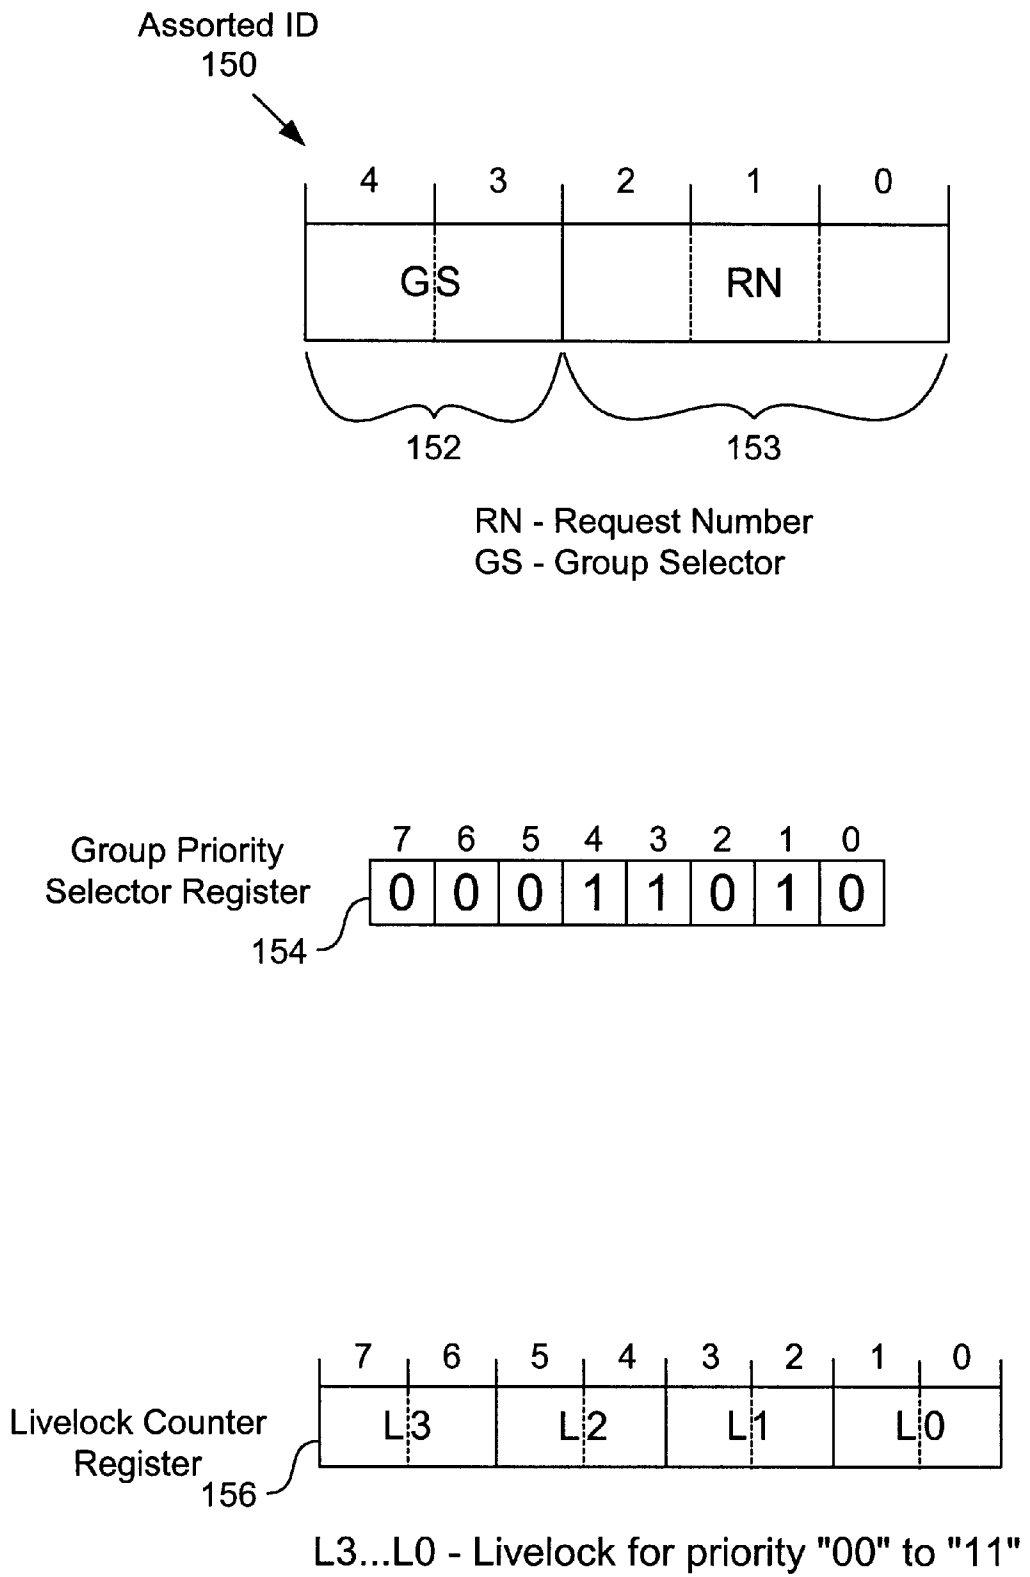 Assorted ID
150
4 3 2 1 0
GS RN
152 153
RN - Request Number
GS - Group Selector
7 6 5 4 3 2 1 0
Group Priority
Selector Register
0 0 0 1 1 0 1 0
154
7 6 5 4 3 2 1 0
Livelock Counter
Register
L3 L2 L1 L0
156
L3...L0 - Livelock for priority "00" to "11"